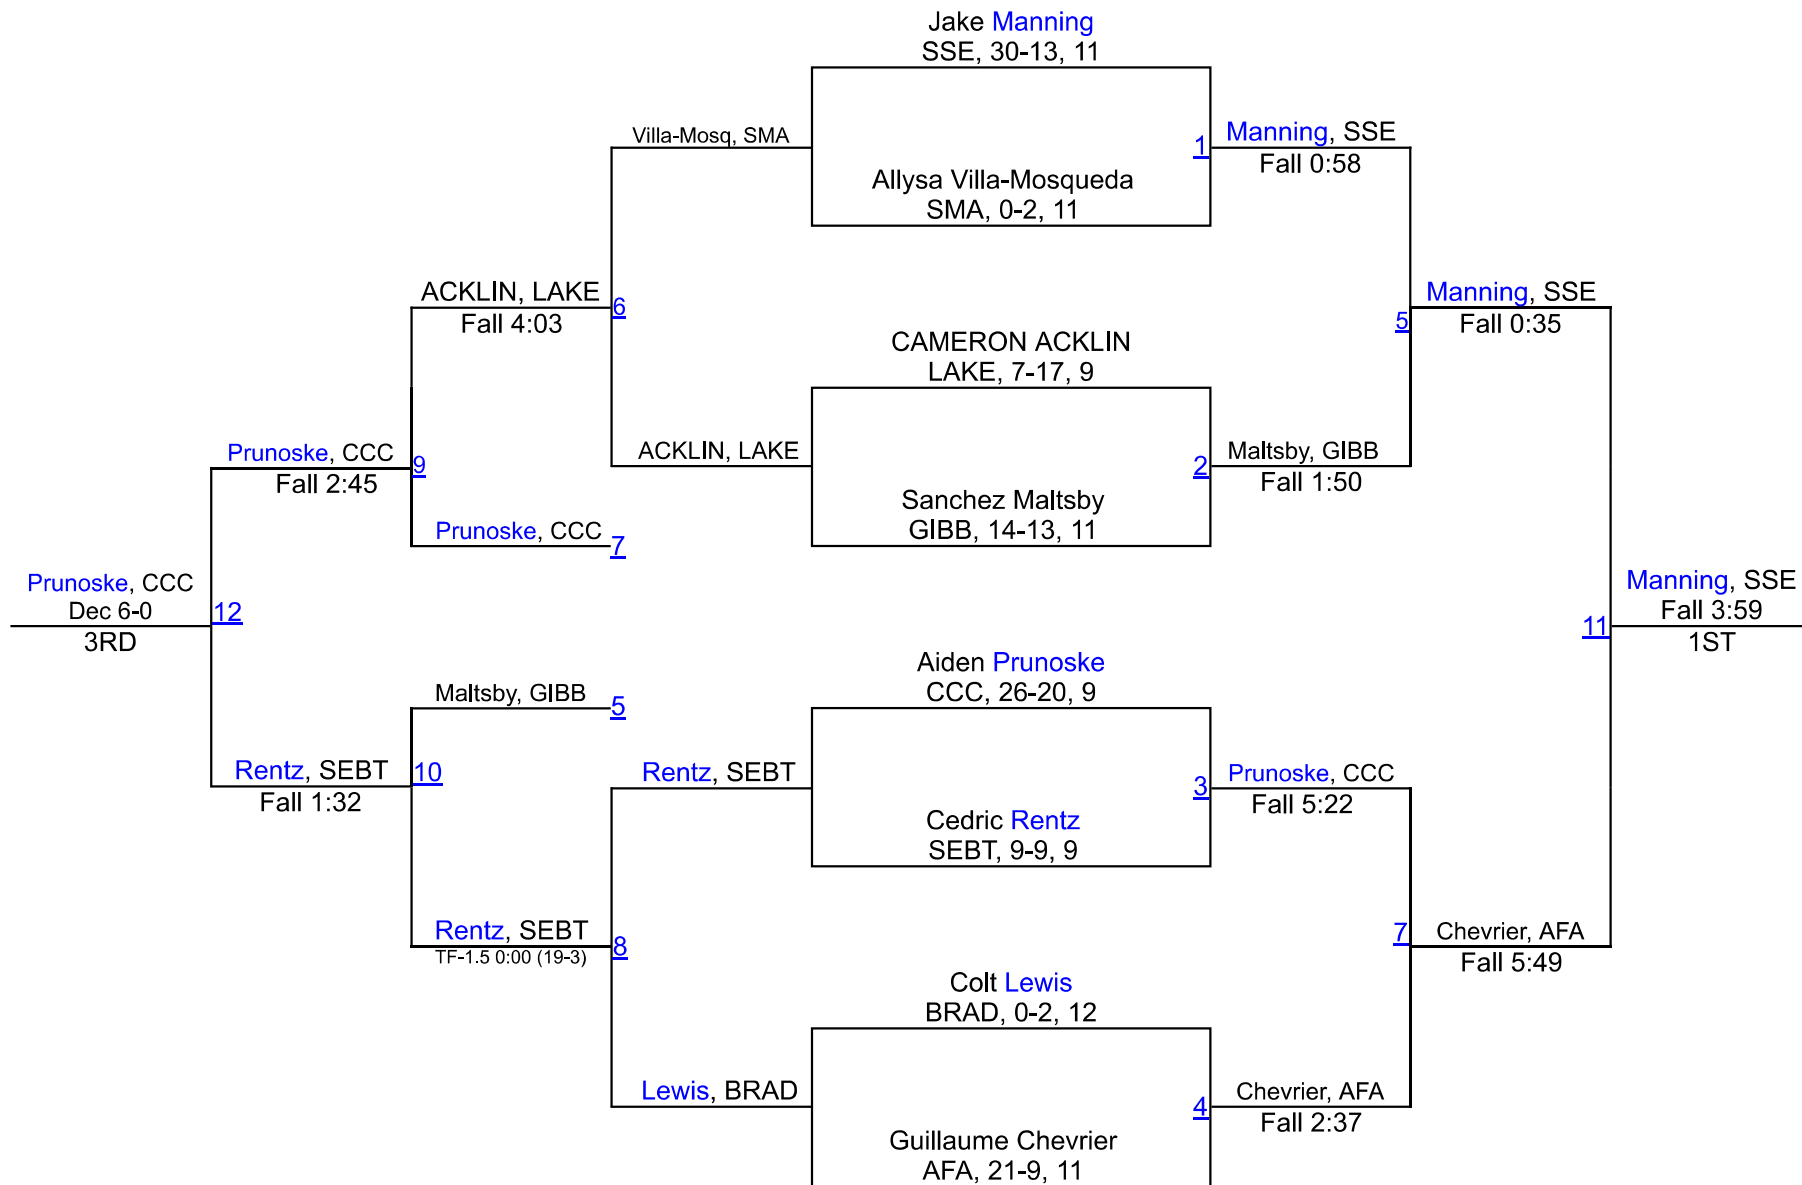 Jake Manning
SSE, 30-13, 11
Villa-Mosq, SMA
1
Manning, SSE
Fall 0:58
Allysa Villa-Mosqueda
SMA, 0-2, 11
ACKLIN, LAKE
Fall 4:03
6
CAMERON ACKLIN
LAKE, 7-17, 9
5
Manning, SSE
Fall 0:35
Prunoske, CCC
Fall 2:45
9
ACKLIN, LAKE
2
Maltsby, GIBB
Fall 1:50
Sanchez Maltsby
GIBB, 14-13, 11
Prunoske, CCC
7
Prunoske, CCC
Dec 6-0
3RD
12
11
Manning, SSE
Fall 3:59
1ST
Aiden Prunoske
CCC, 26-20, 9
Maltsby, GIBB
5
Rentz, SEBT
Fall 1:32
10
Rentz, SEBT
3
Prunoske, CCC
Fall 5:22
Cedric Rentz
SEBT, 9-9, 9
Rentz, SEBT
TF-1.5 0:00 (19-3)
8
7
Chevrier, AFA
Fall 5:49
Colt Lewis
BRAD, 0-2, 12
Lewis, BRAD
4
Chevrier, AFA
Fall 2:37
Guillaume Chevrier
AFA, 21-9, 11